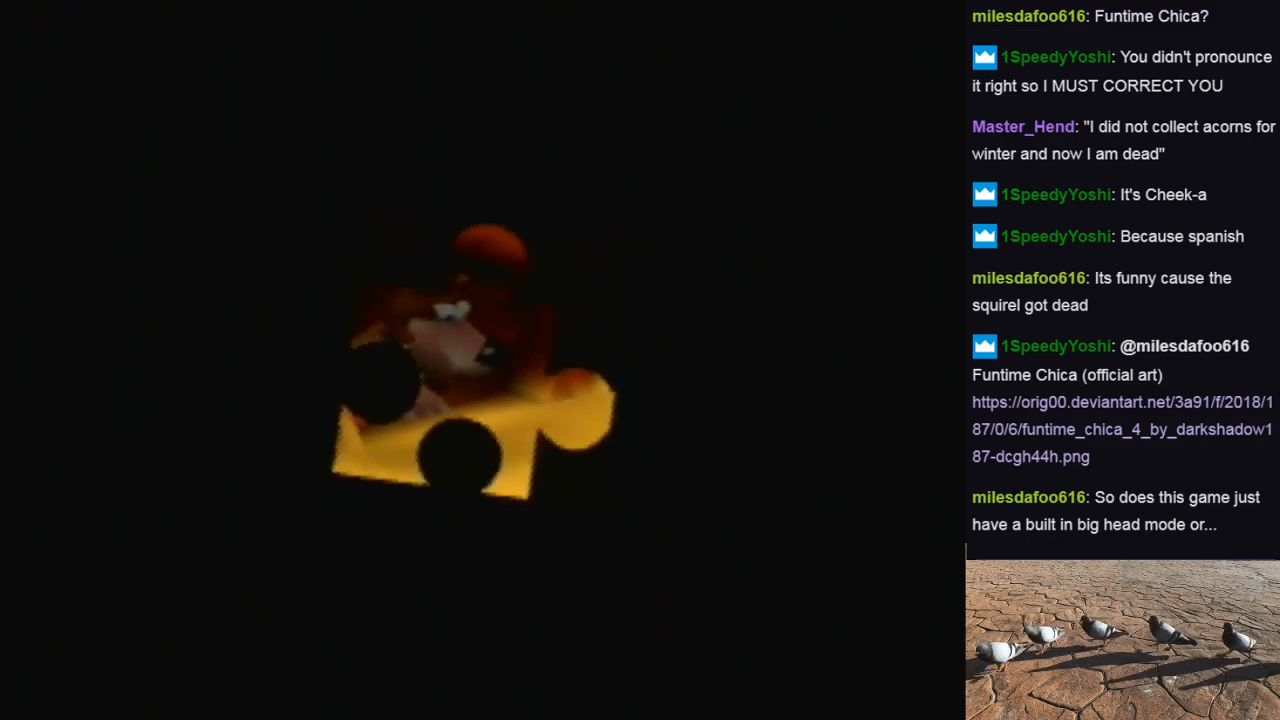 milesdafoo616: Funtime Chica?
1SpeedyYoshi: You didn't pronounce
it right so I MUST CORRECT YOU
Master_Hend: "I did not collect acorns for
winter and now I am dead"
1SpeedyYoshi: It's Cheek-a
1SpeedyYoshi: Because spanish
milesdafoo616: Its funny cause the
squirel got dead
1SpeedyYoshi: @milesdafoo616
Funtime Chica (official art)
https://orig00.deviantart.net/3a91/f/2018/1
87/0/6/funtime_chica_4_by_darkshadow1
87-dcgh44h.png
milesdafoo616: So does this game just
have a built in big head mode or...